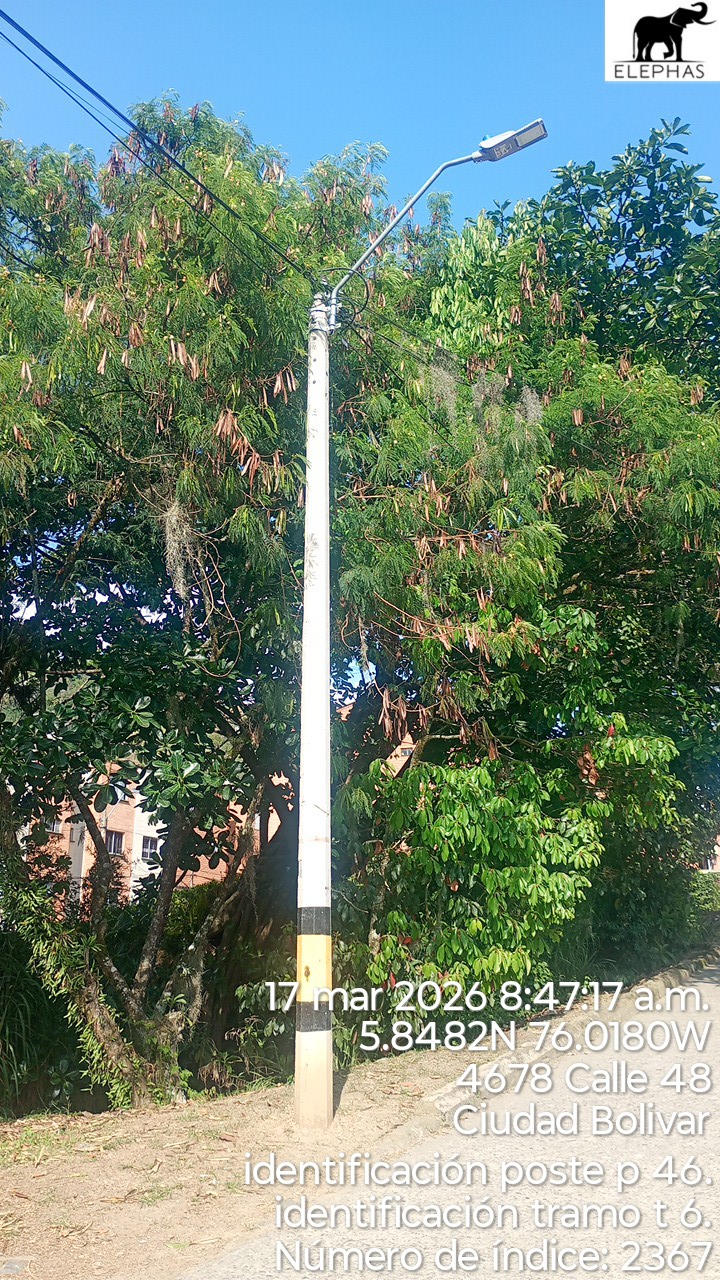 ELEPHAS
17 mar 2026 8:47:17 a.m.
5.8482N 76.0180W
4678 Calle 48
Ciudad Bolivar
identificación poste p 46.
identificación tramo t 6.
Número de índice: 2367